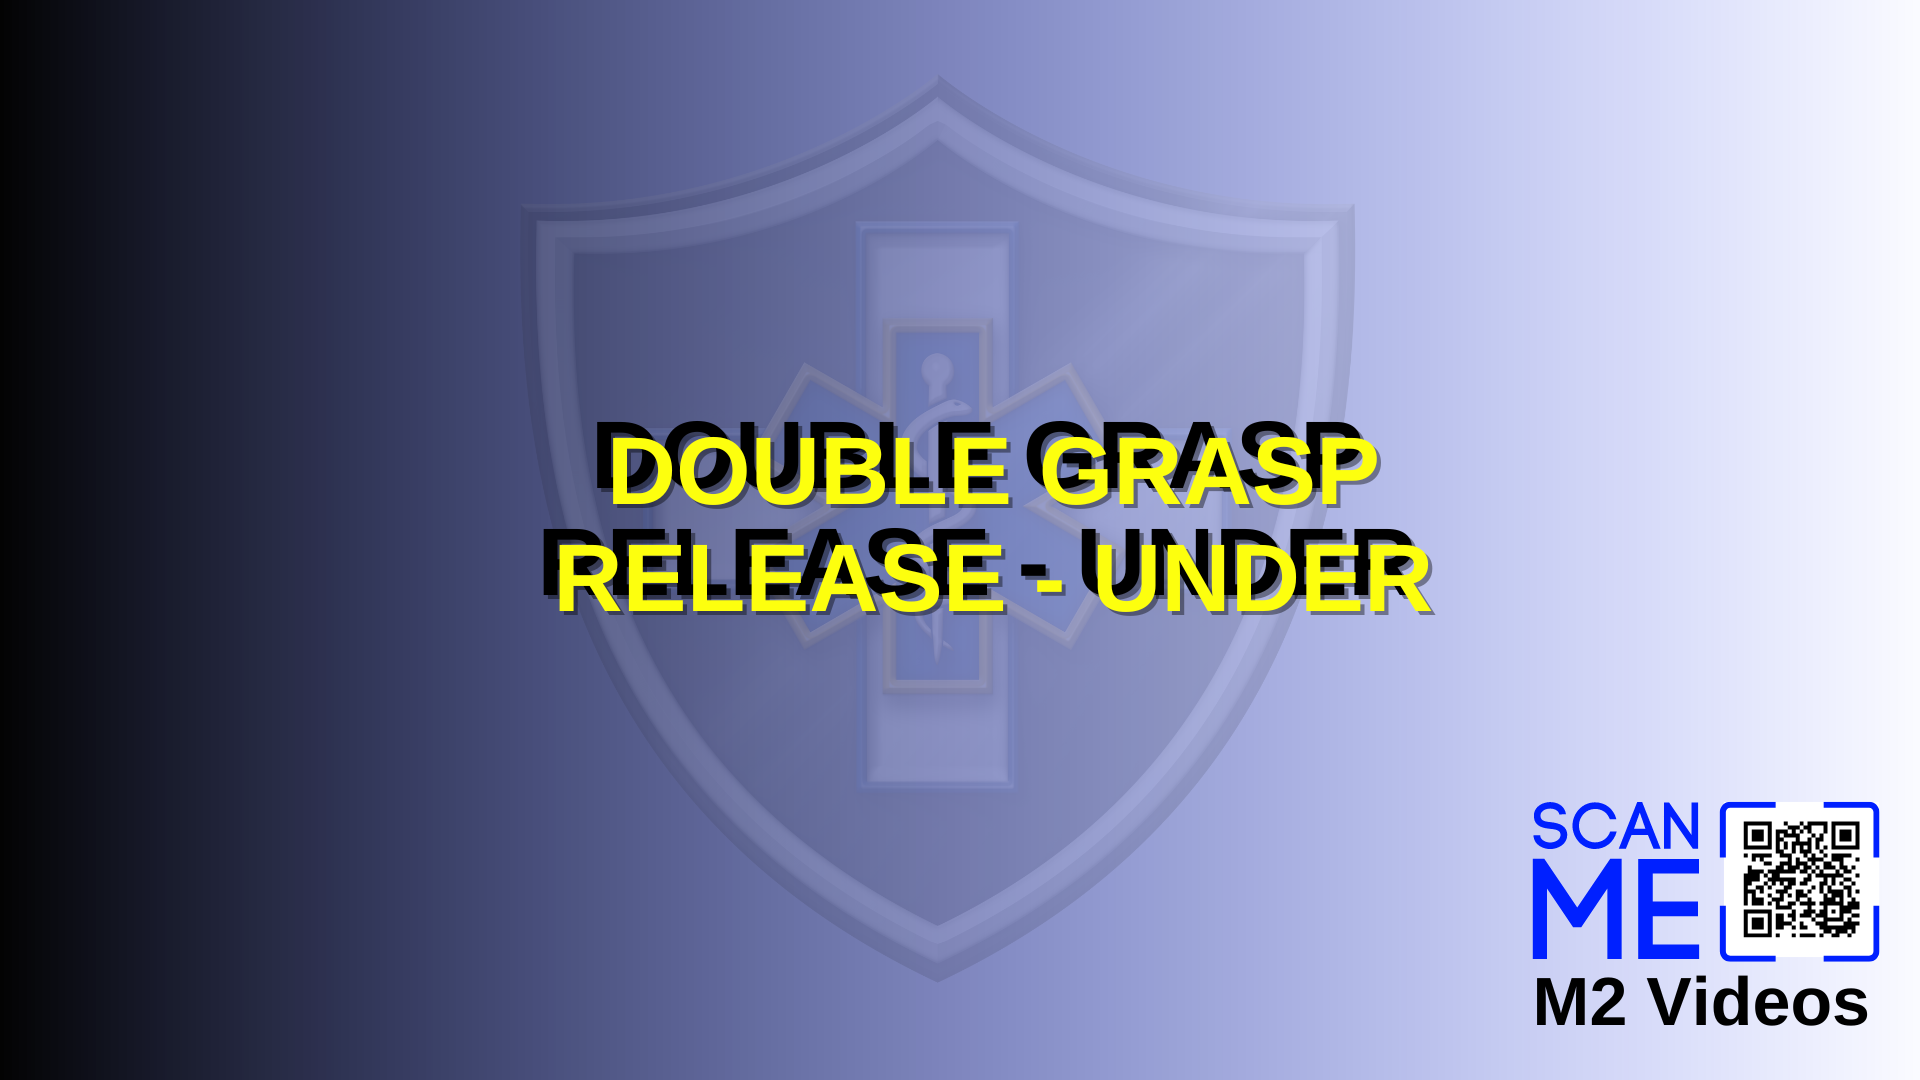 DOUBLE GRASP
RELEASE - UNDER
SCAN
ME
M2 Videos